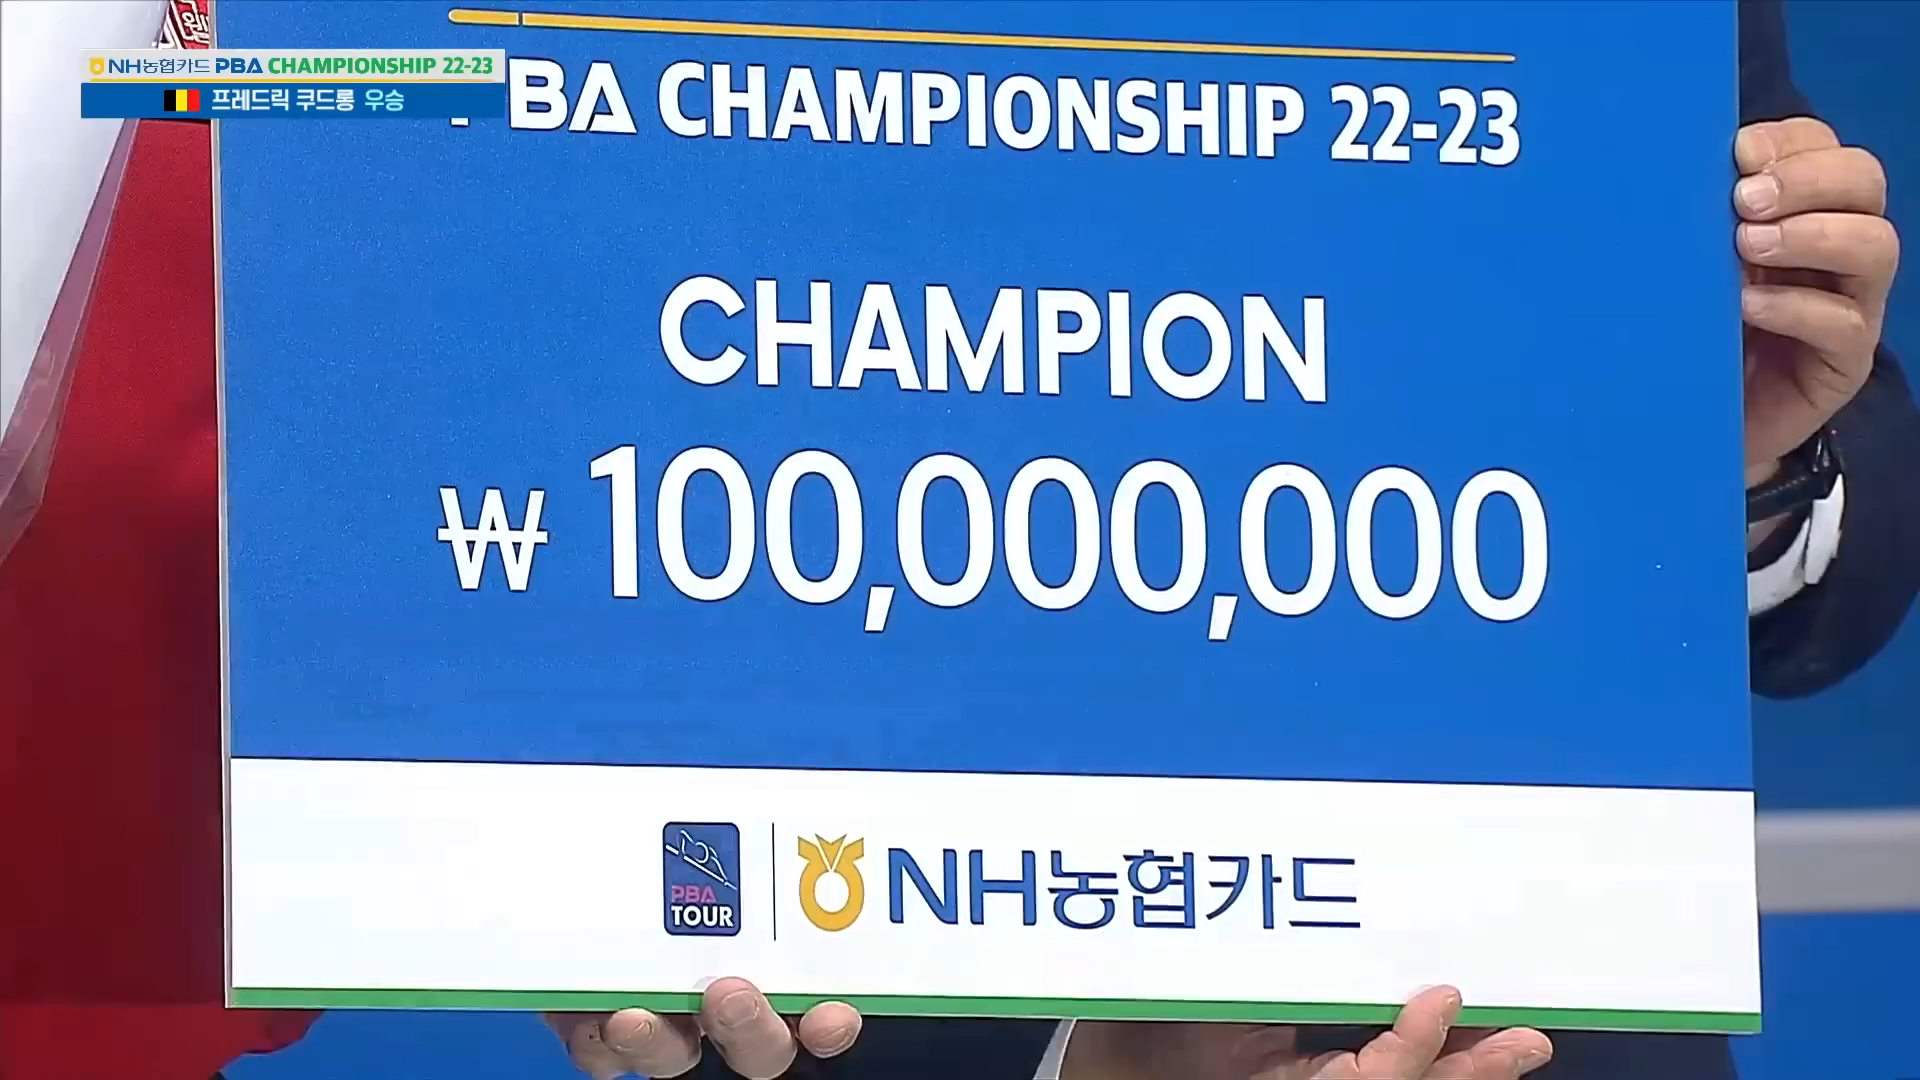 NH농협카드 PBA CHAMPIONSHIP 22-23
프레드릭 쿠드롱 우승
PBA CHAMPIONSHIP 22-23
CHAMPION
₩ 100,000,000
PBA
TOUR
NH농협카드